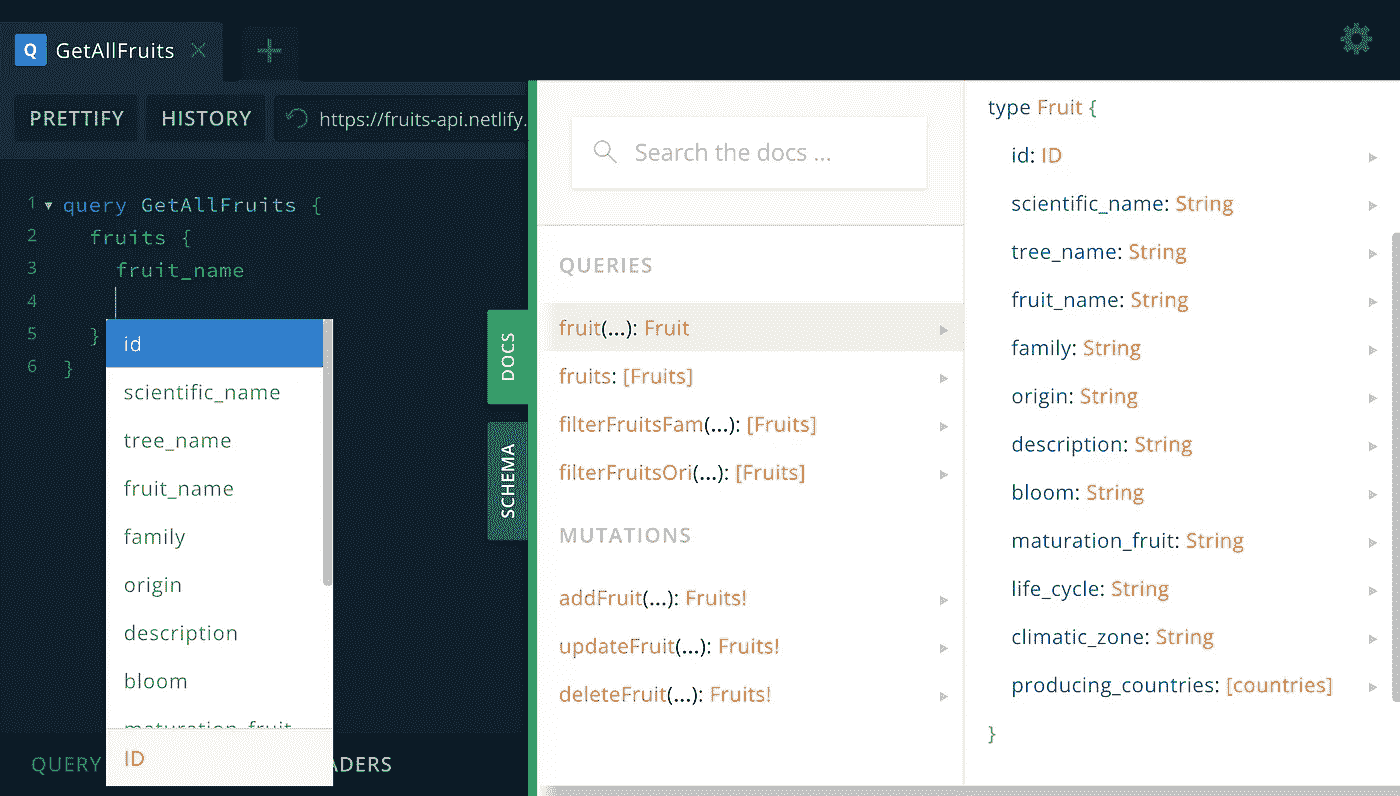 Q GetAllFruits
PRETTIFY HISTORY https://fruits-api.netlify.
1 query GetAllFruits {
2 fruits {
3 fruit_name
4
5 }
6 }
id
scientific_name
tree_name
fruit_name
family
origin
description
bloom
maturation_fruit
ID
QUERY ADERS
DOCS
SCHEMA
Search the docs ...
QUERIES
fruit(...): Fruit
fruits: [Fruits]
filterFruitsFam(...): [Fruits]
filterFruitsOri(...): [Fruits]
MUTATIONS
addFruit(...): Fruits!
updateFruit(...): Fruits!
deleteFruit(...): Fruits!
type Fruit {
id: ID
scientific_name: String
tree_name: String
fruit_name: String
family: String
origin: String
description: String
bloom: String
maturation_fruit: String
life_cycle: String
climatic_zone: String
producing_countries: [countries]
}